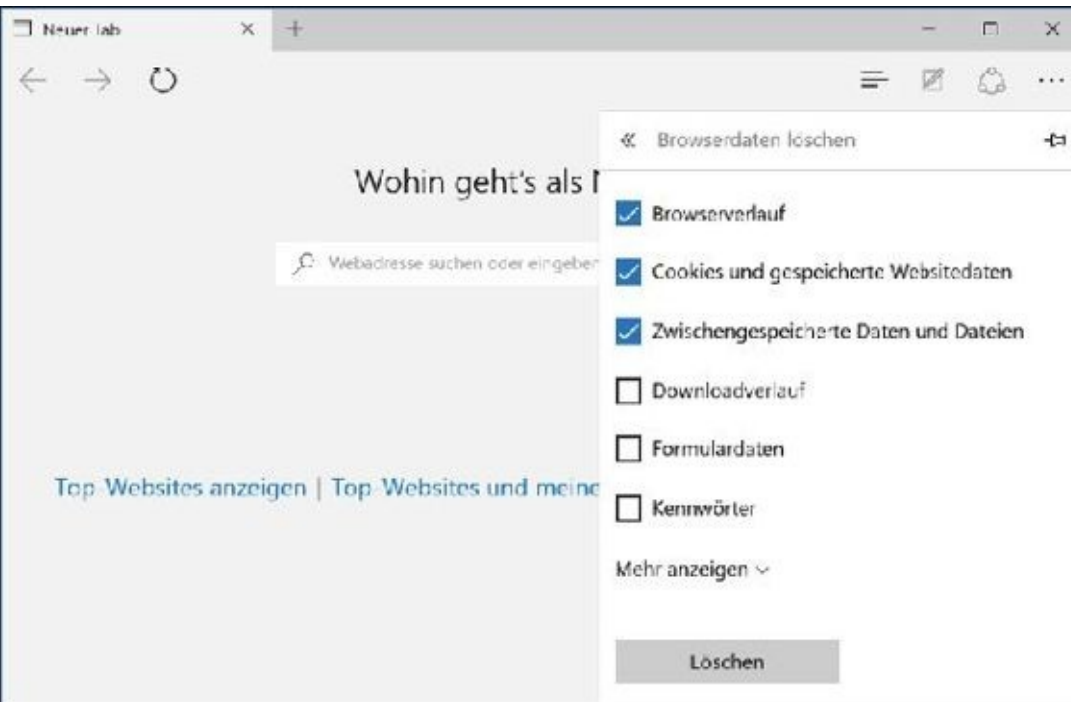 Neuer Tab
Browserdaten löschen
Wohin geht's als
Browserverlauf
Webadresse suchen oder eingeben
Cookies und gespeicherte Websitedaten
Zwischengespeicherte Daten und Dateien
Downloadverlauf
Formulardaten
Top-Websites anzeigen | Top-Websites und meine
Kennwörter
Mehr anzeigen
Löschen